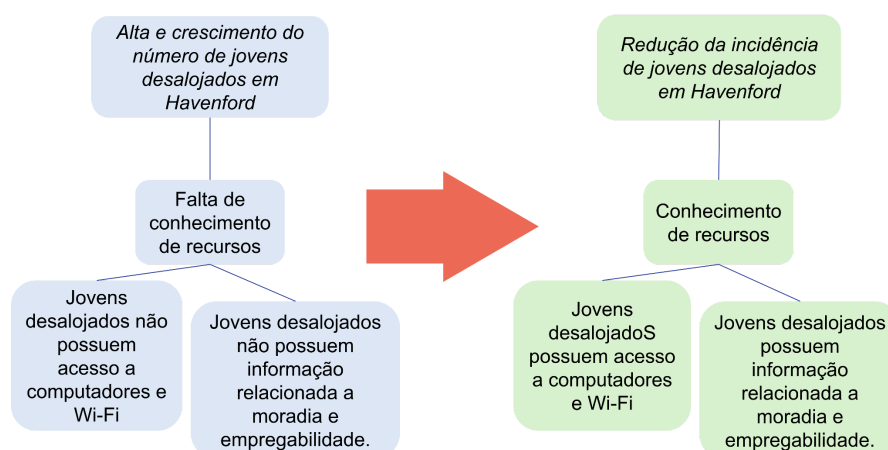 Alta e crescimento do
número de jovens
desalojados em
Havenford
Falta de
conhecimento
de recursos
Jovens
desalojados não
possuem
acesso a
computadores e
Wi-Fi
Jovens desalojados
não possuem
informação
relacionada a
moradia e
empregabilidade.
Redução da incidência
de jovens desalojados
em Havenford
Conhecimento
de recursos
Jovens
desalojadoS
possuem acesso
a computadores
e Wi-Fi
Jovens desalojados
possuem
informação
relacionada a
moradia e
empregabilidade.